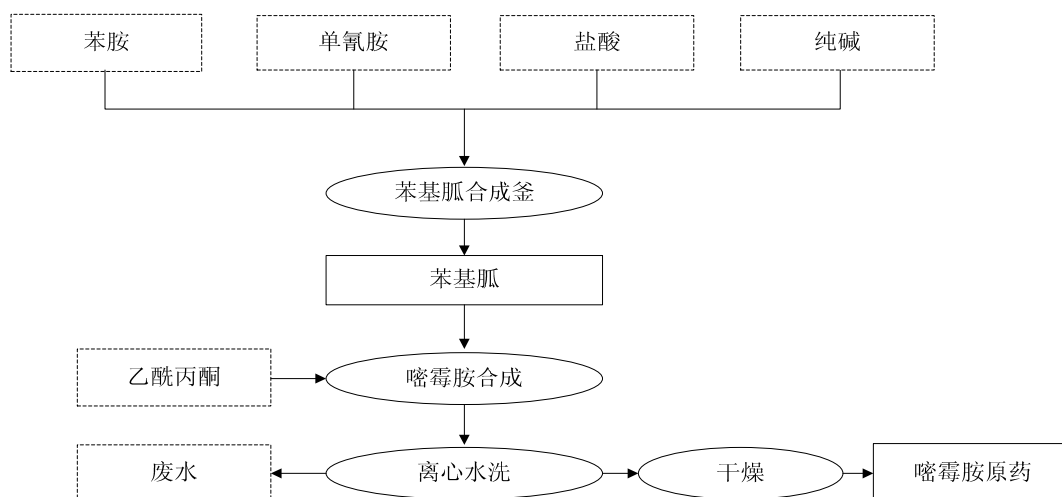 苯胺
单氰胺
盐酸
纯碱
苯基胍合成釜
苯基胍
乙酰丙酮
嘧霉胺合成
废水
离心水洗
干燥
嘧霉胺原药